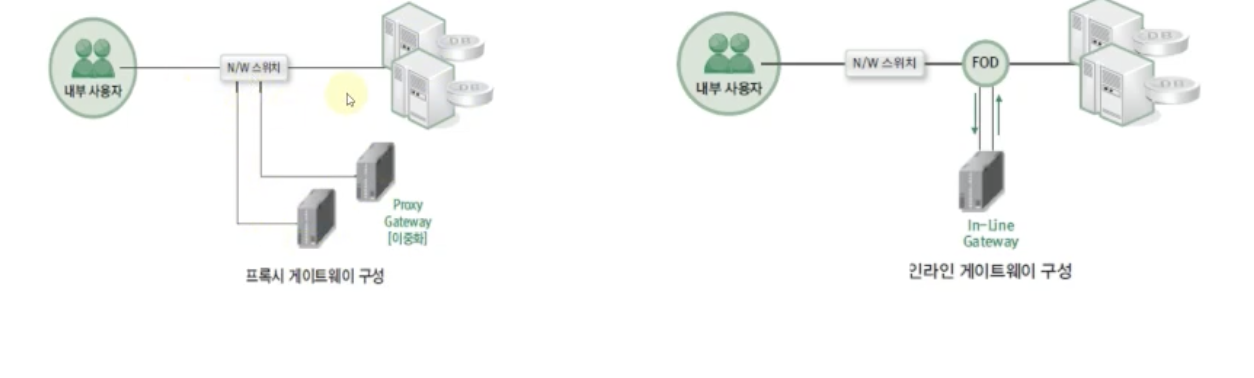 내부 사용자
N/W 스위치
DB
DB
Proxy
Gateway
[이중화]
프록시 게이트웨이 구성
내부 사용자
N/W 스위치
FOD
DB
DB
In-Line
Gateway
인라인 게이트웨이 구성